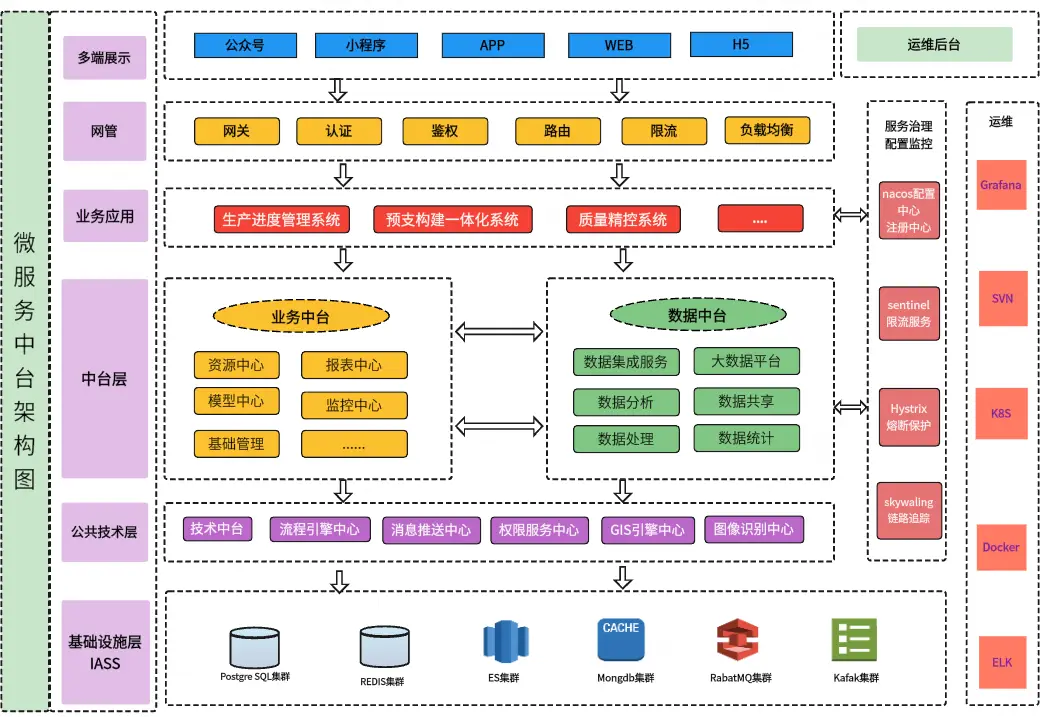 微服务中台架构图
多端展示
公众号
小程序
APP
WEB
H5
运维后台
网管
网关
认证
鉴权
路由
限流
负载均衡
业务应用
生产进度管理系统
预支构建一体化系统
质量精控系统
....
中台层
业务中台
资源中心
报表中心
模型中心
监控中心
基础管理
......
数据中台
数据集成服务
大数据平台
数据分析
数据共享
数据处理
数据统计
公共技术层
技术中台
流程引擎中心
消息推送中心
权限服务中心
GIS引擎中心
图像识别中心
基础设施层
IASS
Postgre SQL集群
REDIS集群
ES集群
CACHE
Mongdb集群
RabatMQ集群
Kafak集群
服务治理
配置监控
nacos配置
中心
注册中心
sentinel
限流服务
Hystrix
熔断保护
skywaling
链路追踪
运维
Grafana
SVN
K8S
Docker
ELK